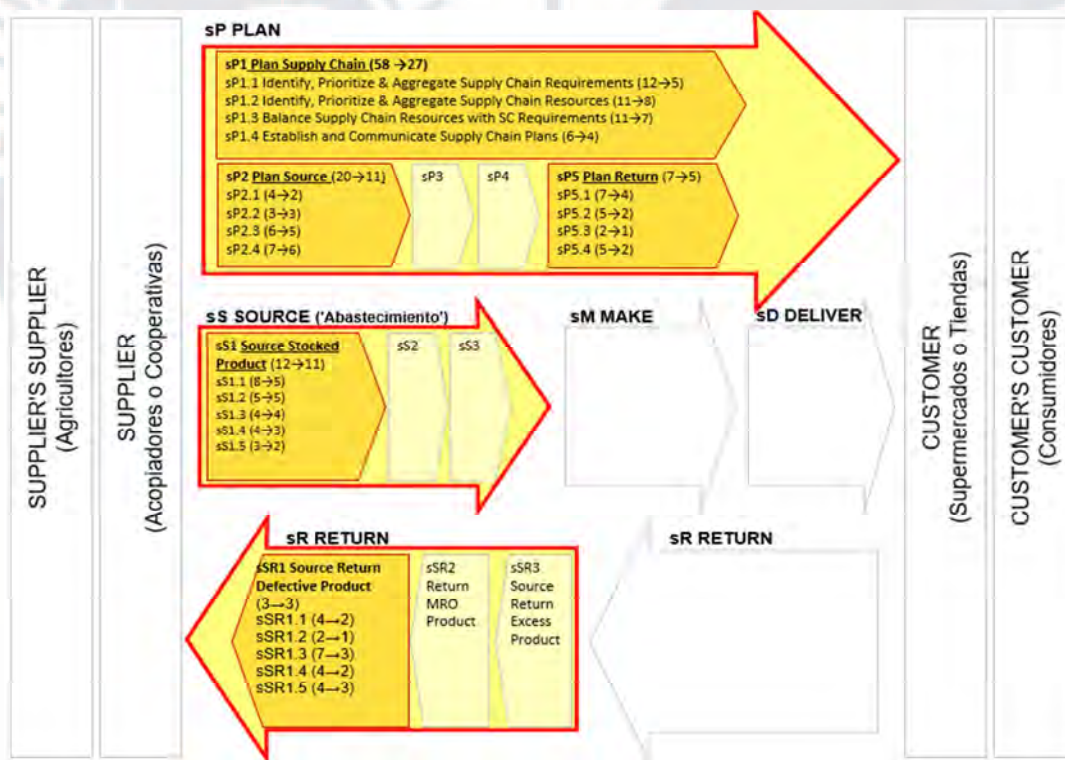 sP PLAN
sP1 Plan Supply Chain (58 →27)
sP1.1 Identify, Prioritize & Aggregate Supply Chain Requirements (12→5)
sP1.2 Identify, Prioritize & Aggregate Supply Chain Resources (11→8)
sP1.3 Balance Supply Chain Resources with SC Requirements (11→7)
sP1.4 Establish and Communicate Supply Chain Plans (6→4)
sP2 Plan Source (20→11)
sP2.1 (4→2)
sP2.2 (3→3)
sP2.3 (6→5)
sP2.4 (7→6)
sP3
sP4
sP5 Plan Return (7→5)
sP5.1 (7→4)
sP5.2 (5→2)
sP5.3 (2→1)
sP5.4 (5→2)
SUPPLIER'S SUPPLIER
(Agricultores)
SUPPLIER
(Acopiadores o Cooperativas)
sS SOURCE ('Abastecimiento')
sS1 Source Stocked
Product (12→11)
sS1.1 (8→5)
sS1.2 (5→5)
sS1.3 (4→4)
sS1.4 (4→3)
sS1.5 (3→2)
sS2
sS3
sM MAKE
sD DELIVER
CUSTOMER
(Supermercados o Tiendas)
CUSTOMER'S CUSTOMER
(Consumidores)
sR RETURN
sSR1 Source Return
Defective Product
(3→3)
sSR1.1 (4→2)
sSR1.2 (2→1)
sSR1.3 (7→3)
sSR1.4 (4→2)
sSR1.5 (4→3)
sSR2
Return
MRO
Product
sSR3
Source
Return
Excess
Product
sR RETURN